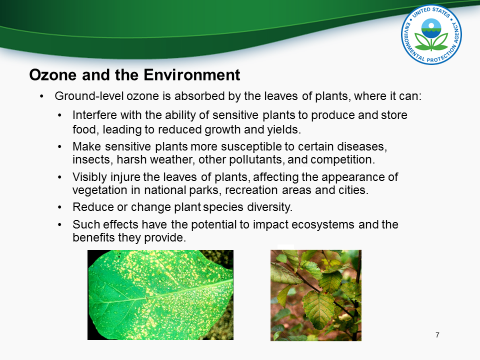 UNITED STATES
ENVIRONMENTAL PROTECTION
AGENCY
Ozone and the Environment
• Ground-level ozone is absorbed by the leaves of plants, where it can:
• Interfere with the ability of sensitive plants to produce and store
food, leading to reduced growth and yields.
• Make sensitive plants more susceptible to certain diseases,
insects, harsh weather, other pollutants, and competition.
• Visibly injure the leaves of plants, affecting the appearance of
vegetation in national parks, recreation areas and cities.
• Reduce or change plant species diversity.
• Such effects have the potential to impact ecosystems and the
benefits they provide.
7